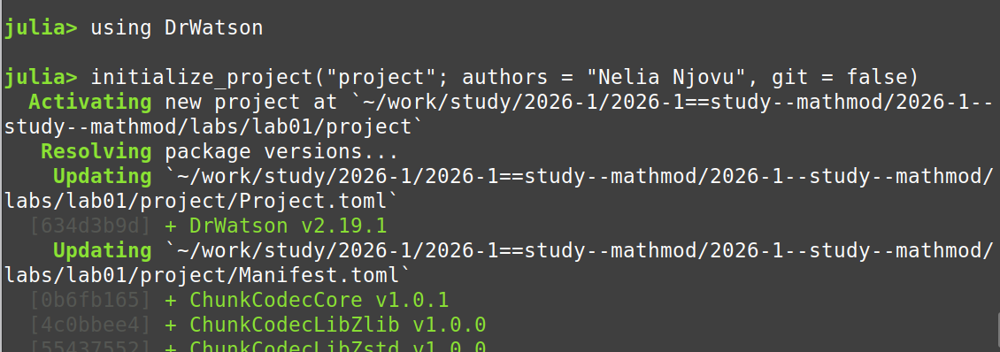 julia> using DrWatson
julia> initialize_project("project"; authors = "Nelia Njovu", git = false)
Activating new project at `~/work/study/2026-1/2026-1==study--mathmod/2026-1--
study--mathmod/labs/lab01/project`
Resolving package versions...
Updating `~/work/study/2026-1/2026-1==study--mathmod/2026-1--study--mathmod/
labs/lab01/project/Project.toml`
[634d3b9d] + DrWatson v2.19.1
Updating `~/work/study/2026-1/2026-1==study--mathmod/2026-1--study--mathmod/
labs/lab01/project/Manifest.toml`
[0b6fb165] + ChunkCodecCore v1.0.1
[4c0bbee4] + ChunkCodecLibZlib v1.0.0
[55437552] + ChunkCodecLibZstd v1.0.0